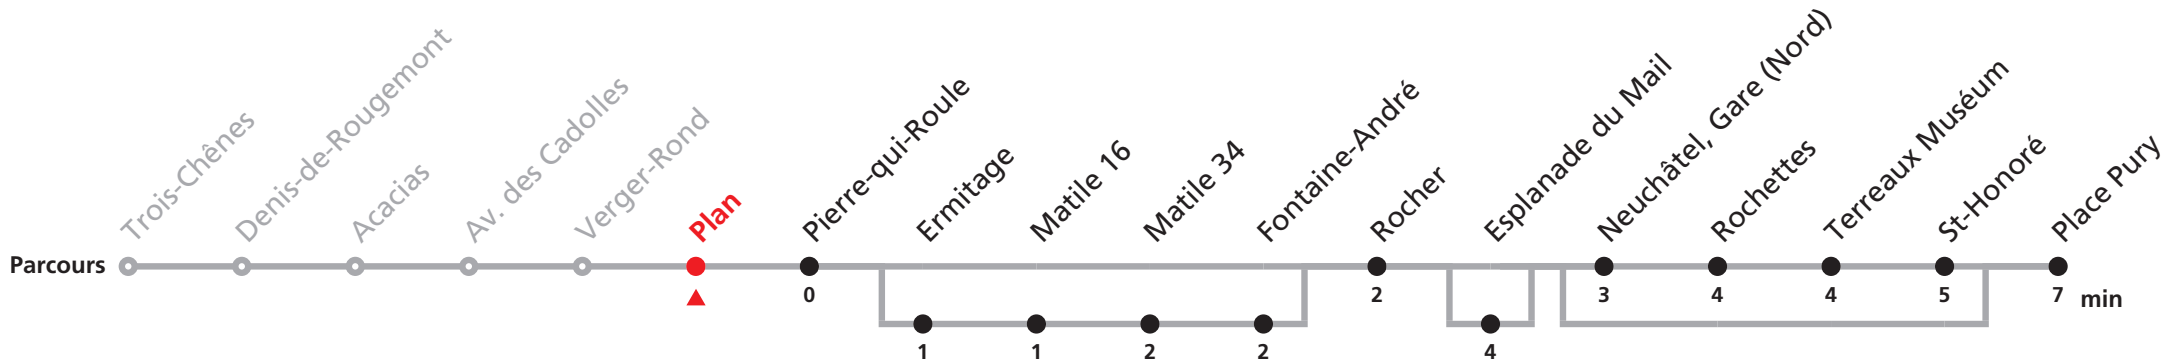 Trois-Chênes
Denis-de-Rougemont
Acacias
Av. des Cadolles
Verger-Rond
Plan
Pierre-qui-Roule
Ermitage
Matile 16
Matile 34
Fontaine-André
Rocher
Esplanade du Mail
Neuchâtel, Gare (Nord)
Rochettes
Terreaux Muséum
St-Honoré
Place Pury
Parcours
0 2 3 4 4 5 7 min
1 1 2 2 4